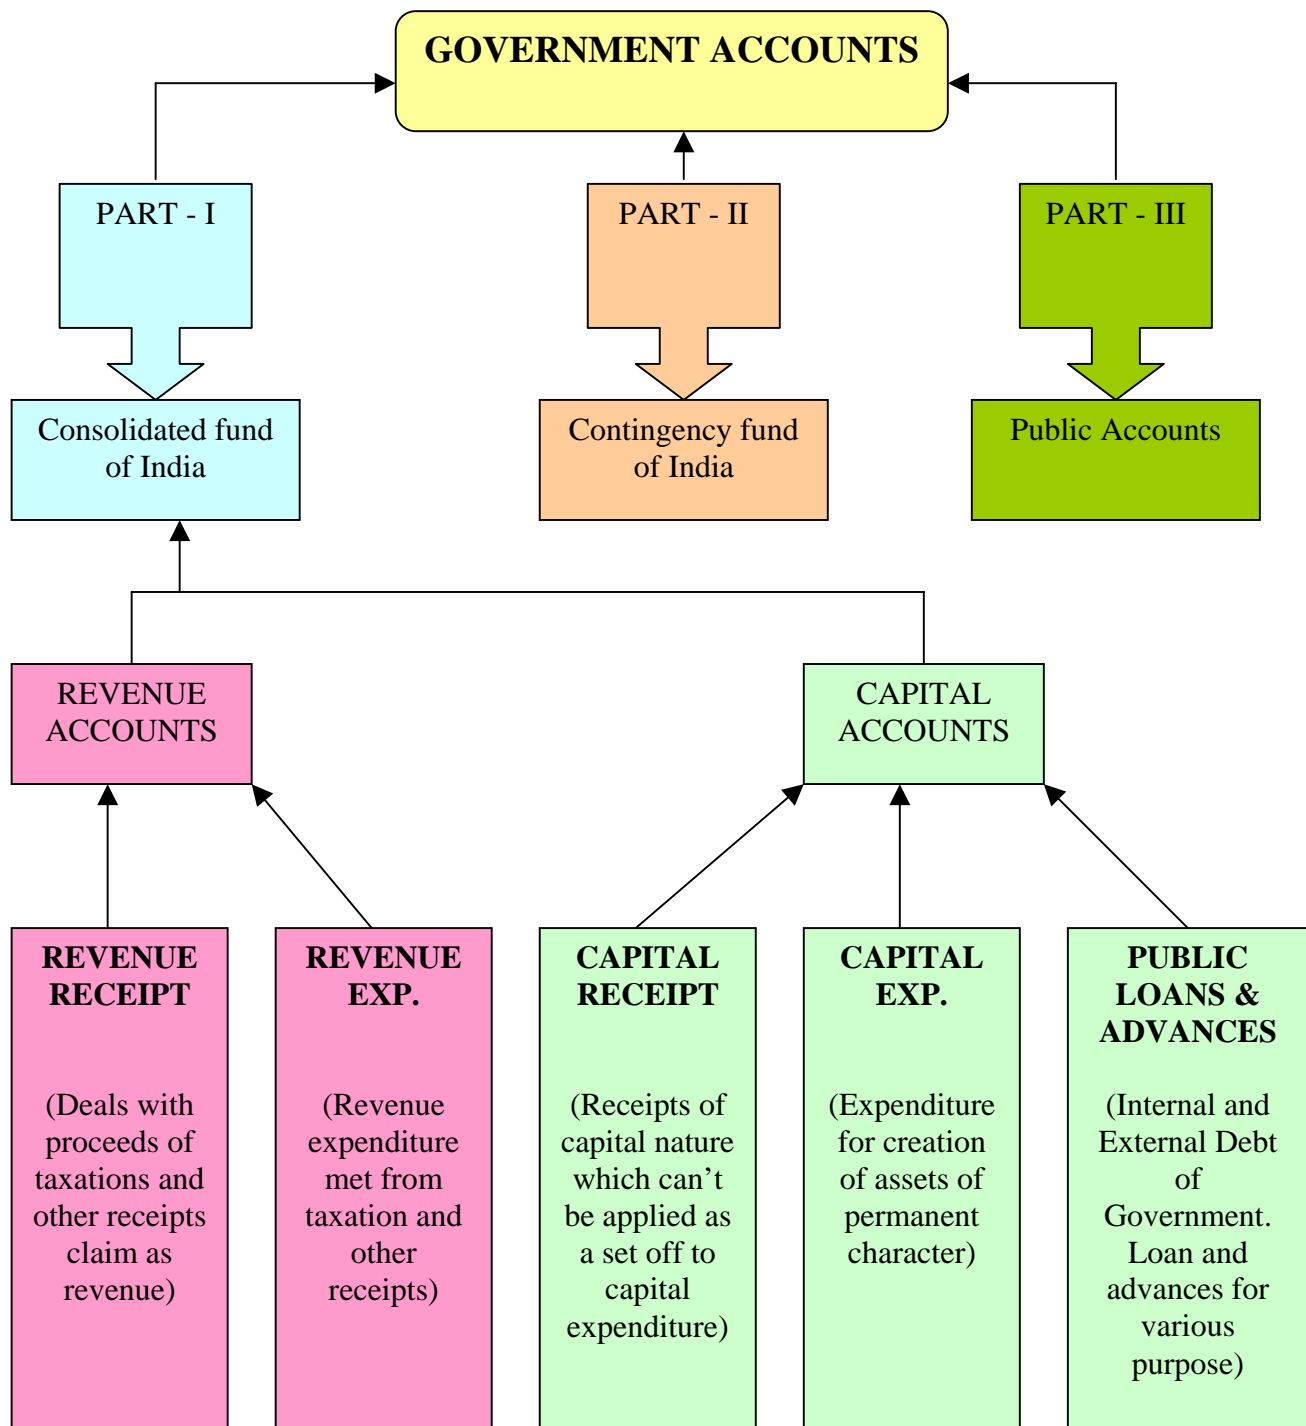 GOVERNMENT ACCOUNTS
PART - I
PART - II
PART - III
Consolidated fund
of India
Contingency fund
of India
Public Accounts
REVENUE
ACCOUNTS
CAPITAL
ACCOUNTS
REVENUE
RECEIPT
(Deals with
proceeds of
taxations and
other receipts
claim as
revenue)
REVENUE
EXP.
(Revenue
expenditure
met from
taxation and
other
receipts)
CAPITAL
RECEIPT
(Receipts of
capital nature
which can’t
be applied as
a set off to
capital
expenditure)
CAPITAL
EXP.
(Expenditure
for creation
of assets of
permanent
character)
PUBLIC
LOANS &
ADVANCES
(Internal and
External Debt
of
Government.
Loan and
advances for
various
purpose)